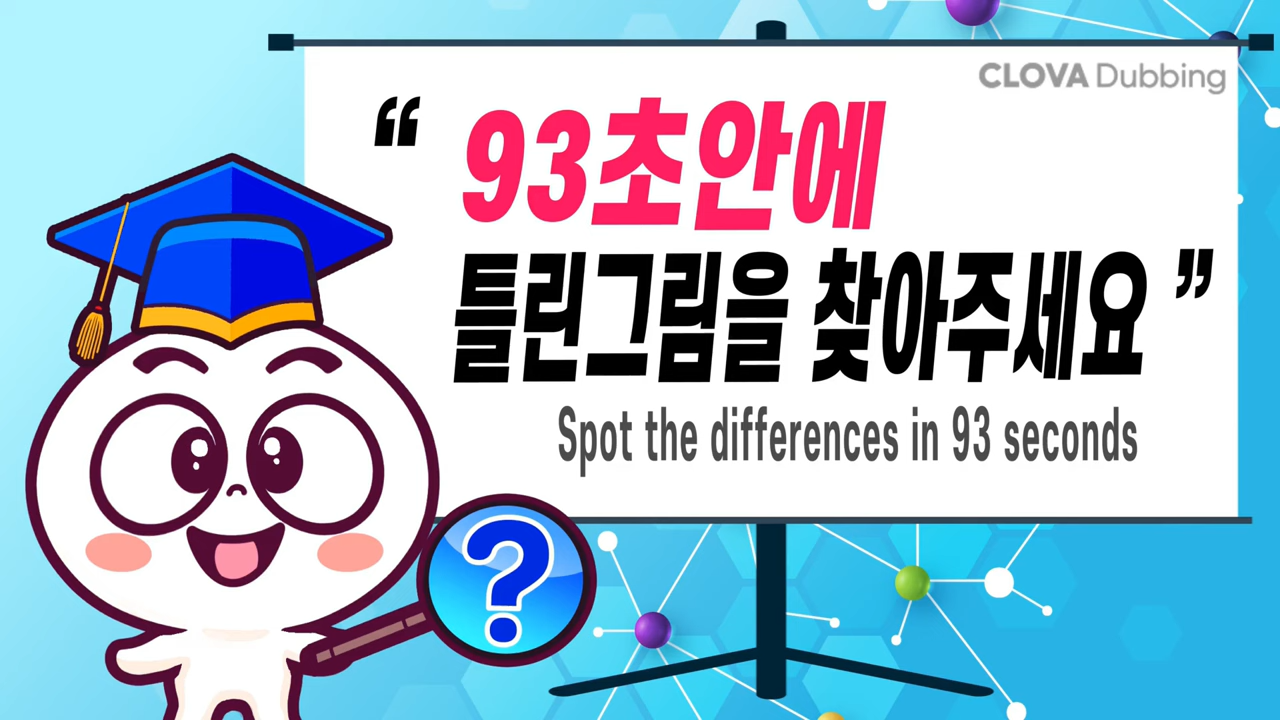 CLOVA Dubbing
“ 93초안에
틀린그림을 찾아주세요 ”
Spot the differences in 93 seconds
?